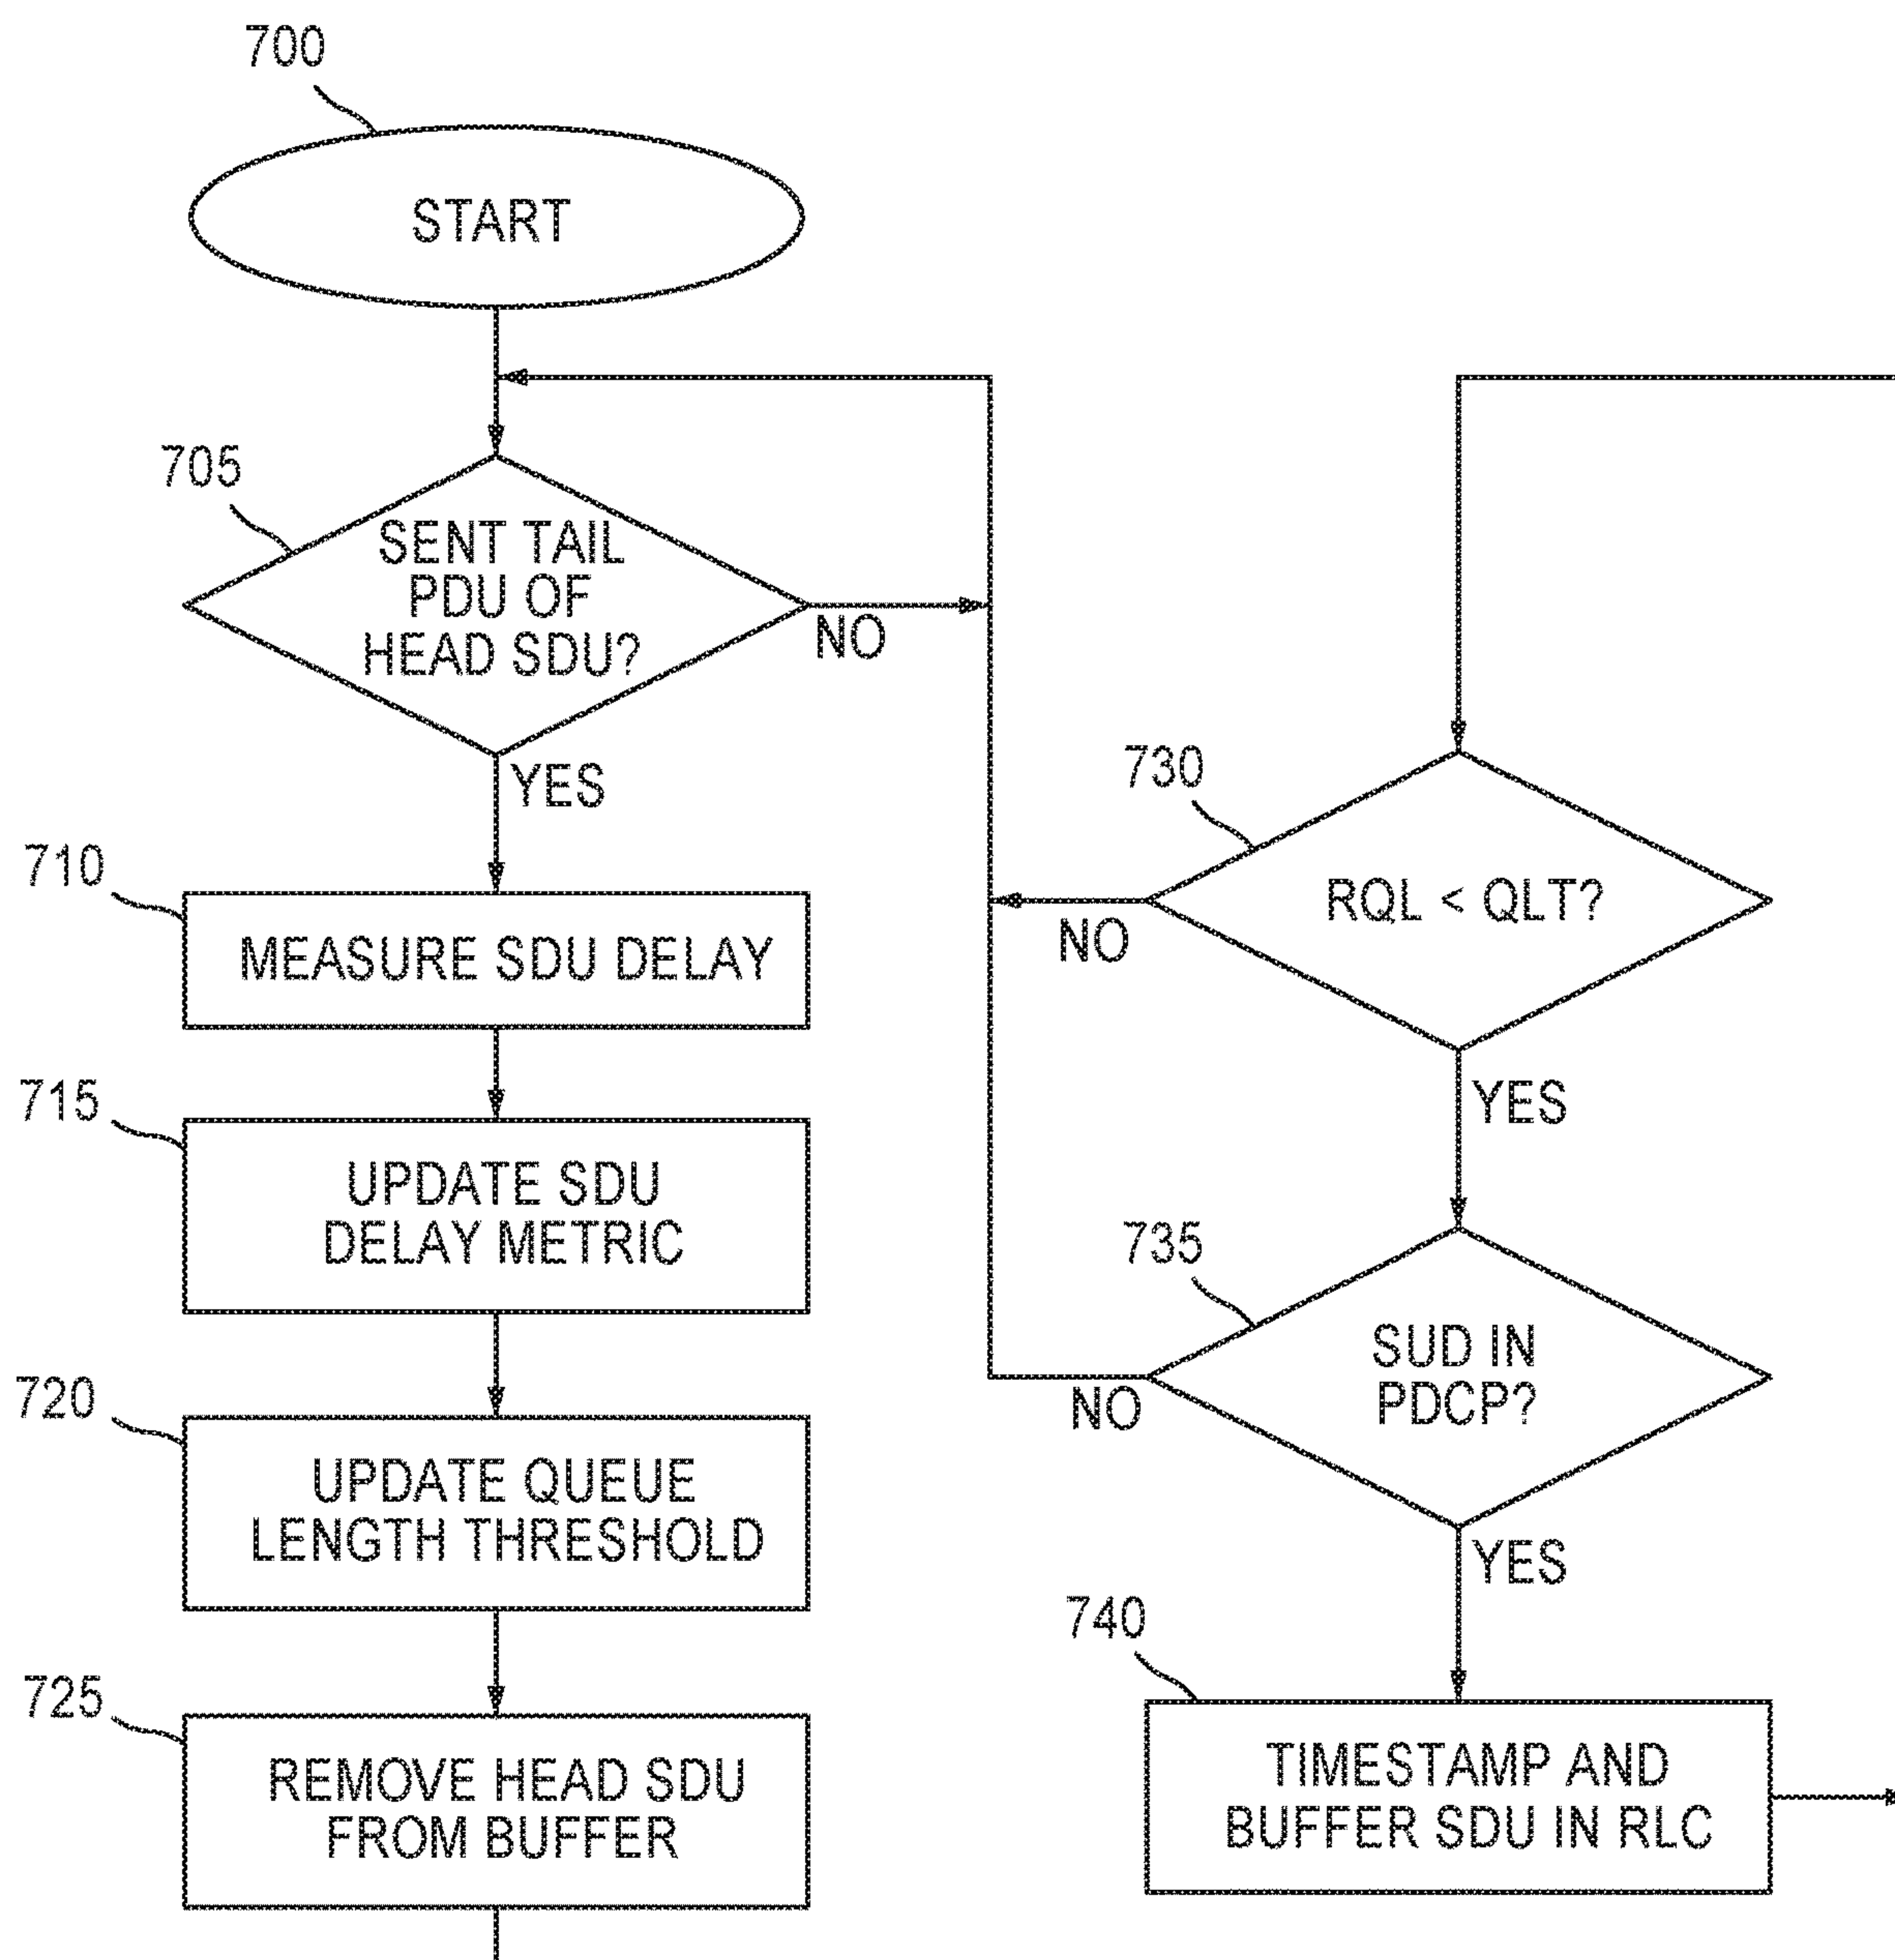 700
START
705
SENT TAIL
PDU OF
HEAD SDU?
NO
YES
710
MEASURE SDU DELAY
715
UPDATE SDU
DELAY METRIC
720
UPDATE QUEUE
LENGTH THRESHOLD
725
REMOVE HEAD SDU
FROM BUFFER
730
RQL < QLT?
NO
YES
735
SUD IN
PDCP?
NO
YES
740
TIMESTAMP AND
BUFFER SDU IN RLC